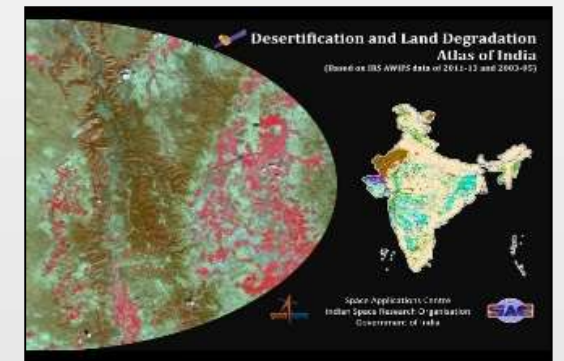 Desertification and Land Degradation
Atlas of India
(Based on IRS AWiFS data of 2011-13 and 2003-05)
Space Applications Centre
Indian Space Research Organisation
Government of India
SAC